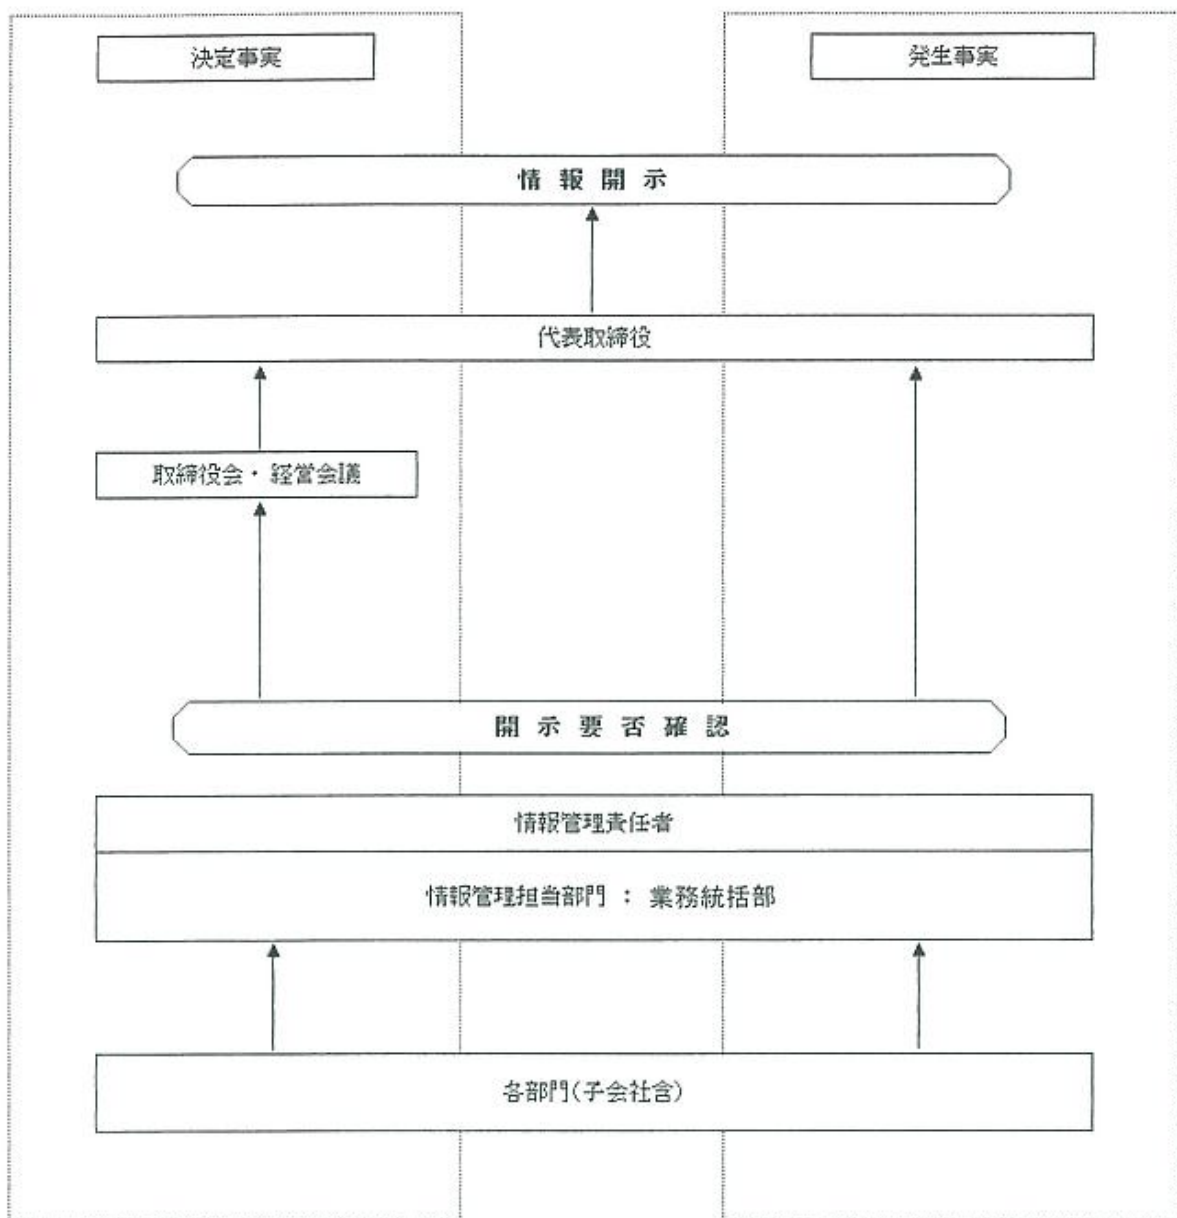 決定事実
発生事実
情報開示
代表取締役
取締役会・経営会議
開示要否確認
情報管理責任者
情報管理担当部門 : 業務統括部
各部門(子会社含)